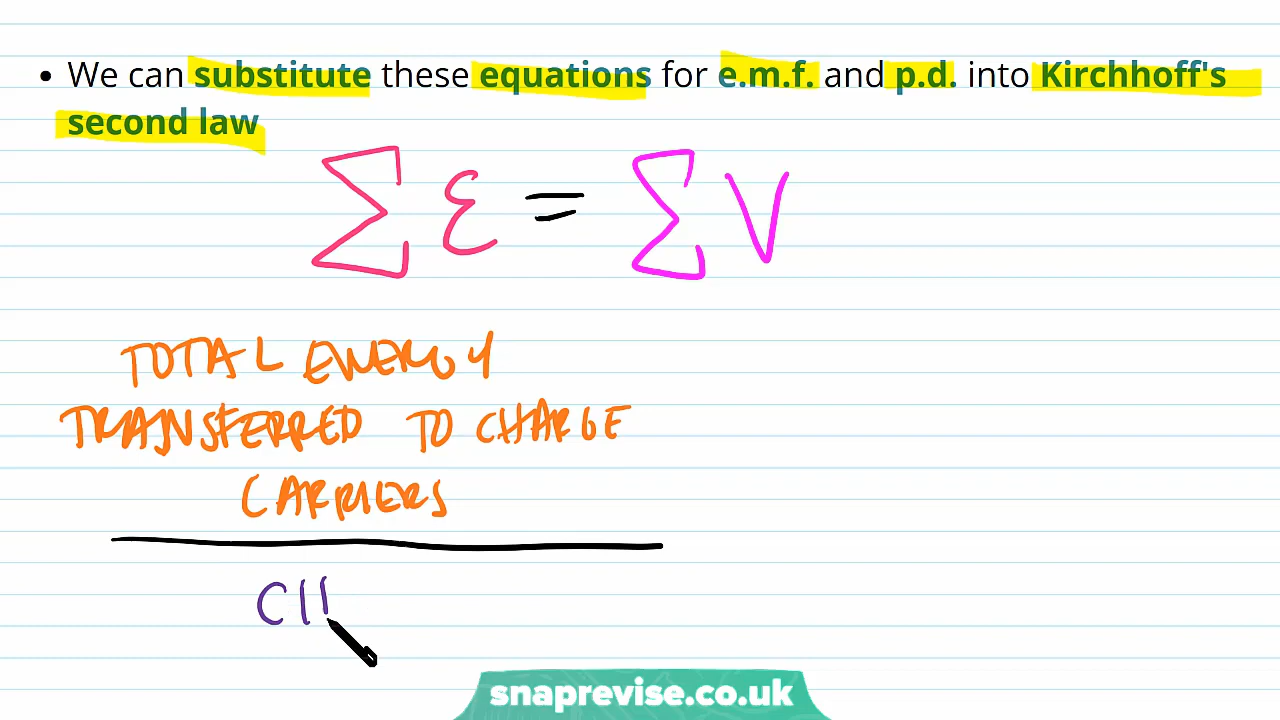 • We can substitute these equations for e.m.f. and p.d. into Kirchhoff's
second law
∑ ℰ = ∑ V
TOTAL ENERGY
TRANSFERRED TO CHARGE
CARRIERS
snaprevise.co.uk